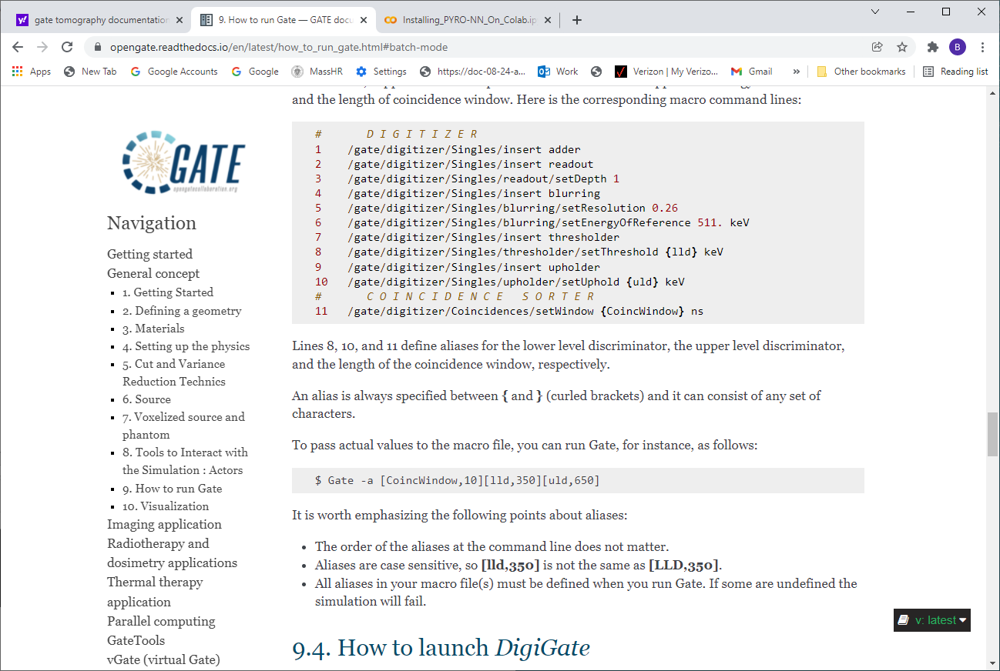 gate tomography documentation
9. How to run Gate — GATE docu
Installing_PYRO-NN_On_Colab.ip
opengate.readthedocs.io/en/latest/how_to_run_gate.html#batch-mode
B
Apps
New Tab
Google Accounts
Google
MassHR
Settings
https://doc-08-24-a...
Work
Verizon | My Verizo...
Gmail
»
Other bookmarks
Reading list
GATE
opengatecollaboration.org
Navigation
Getting started
General concept
1. Getting Started
2. Defining a geometry
3. Materials
4. Setting up the physics
5. Cut and Variance
Reduction Technics
6. Source
7. Voxelized source and
phantom
8. Tools to Interact with
the Simulation : Actors
9. How to run Gate
10. Visualization
Imaging application
Radiotherapy and
dosimetry applications
Thermal therapy
application
Parallel computing
GateTools
vGate (virtual Gate)
and the length of coincidence window. Here is the corresponding macro command lines:
# D I G I T I Z E R
1 /gate/digitizer/Singles/insert adder
2 /gate/digitizer/Singles/insert readout
3 /gate/digitizer/Singles/readout/setDepth 1
4 /gate/digitizer/Singles/insert blurring
5 /gate/digitizer/Singles/blurring/setResolution 0.26
6 /gate/digitizer/Singles/blurring/setEnergyOfReference 511. keV
7 /gate/digitizer/Singles/insert thresholder
8 /gate/digitizer/Singles/thresholder/setThreshold {lld} keV
9 /gate/digitizer/Singles/insert upholder
10 /gate/digitizer/Singles/upholder/setUphold {uld} keV
# C O I N C I D E N C E S O R T E R
11 /gate/digitizer/Coincidences/setWindow {CoincWindow} ns
Lines 8, 10, and 11 define aliases for the lower level discriminator, the upper level discriminator,
and the length of the coincidence window, respectively.
An alias is always specified between { and } (curled brackets) and it can consist of any set of
characters.
To pass actual values to the macro file, you can run Gate, for instance, as follows:
$ Gate -a [CoincWindow,10][lld,350][uld,650]
It is worth emphasizing the following points about aliases:
The order of the aliases at the command line does not matter.
Aliases are case sensitive, so [lld,350] is not the same as [LLD,350].
All aliases in your macro file(s) must be defined when you run Gate. If some are undefined the
simulation will fail.
v: latest
9.4. How to launch DigiGate